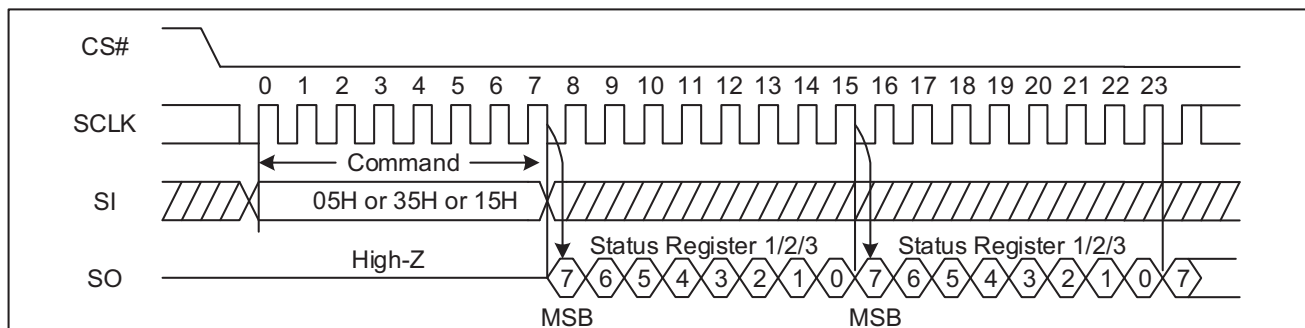 CS#
0 1 2 3 4 5 6 7 8 9 10 11 12 13 14 15 16 17 18 19 20 21 22 23
SCLK
Command
SI 05H or 35H or 15H
High-Z Status Register 1/2/3 Status Register 1/2/3
SO 7 6 5 4 3 2 1 0 7 6 5 4 3 2 1 0 7
MSB MSB